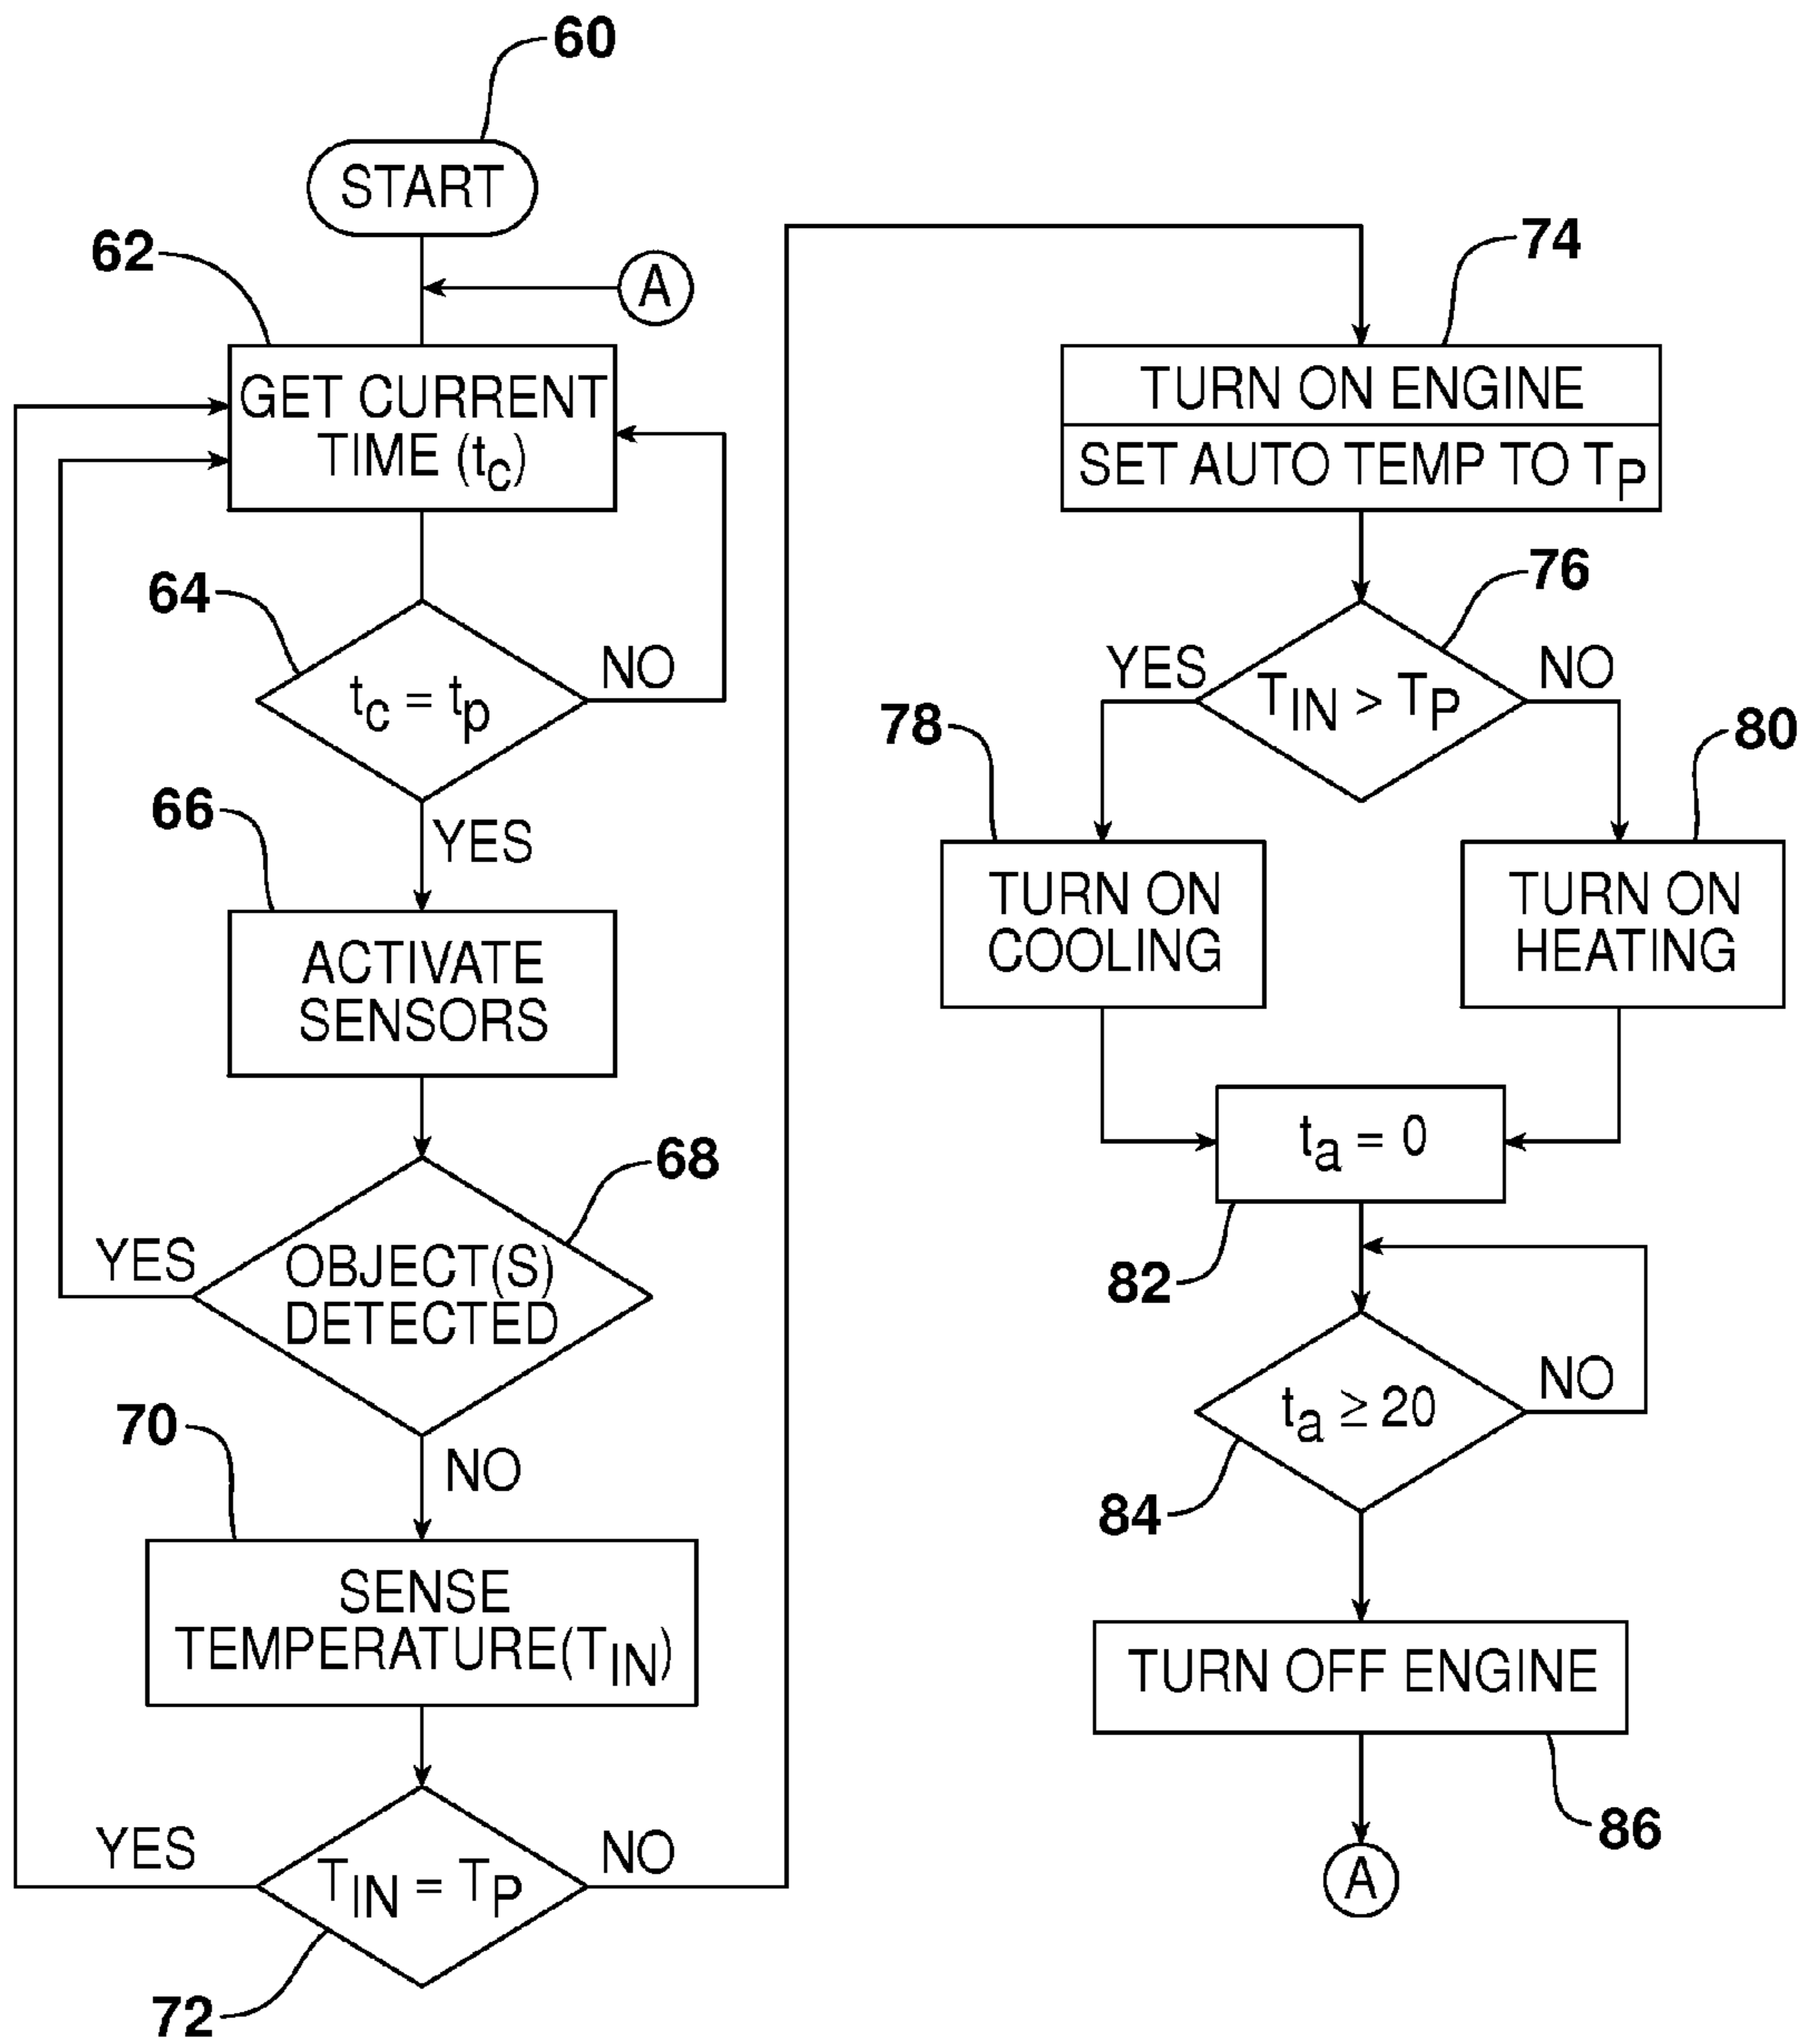 60
START
62
A
GET CURRENT
TIME (tc)
64
tc = tp
NO
YES
66
ACTIVATE
SENSORS
68
OBJECT(S)
DETECTED
YES
NO
70
SENSE
TEMPERATURE(TIN)
72
TIN = TP
YES
NO
74
TURN ON ENGINE
SET AUTO TEMP TO TP
76
TIN > TP
YES
NO
78
TURN ON
COOLING
80
TURN ON
HEATING
ta = 0
82
ta ≥ 20
NO
84
TURN OFF ENGINE
86
A